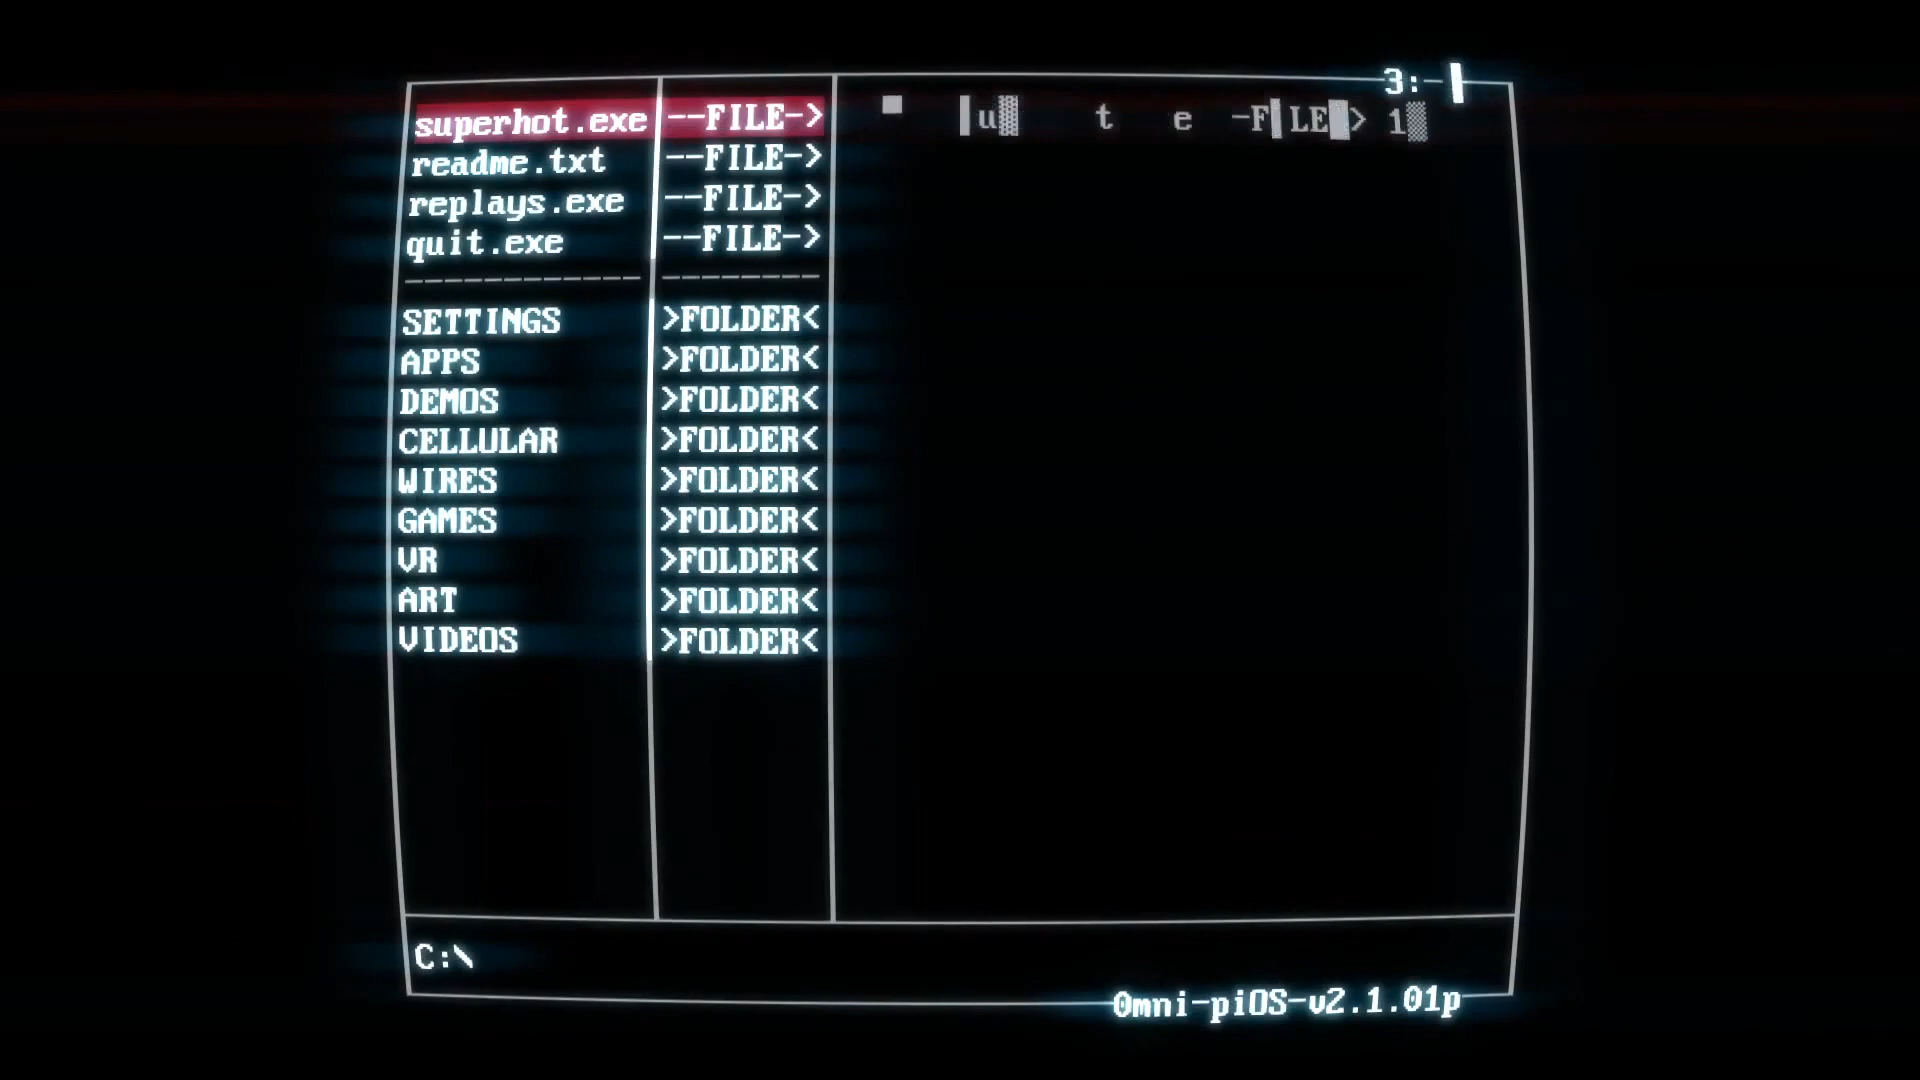 3:
superhot.exe --FILE->
readme.txt --FILE->
replays.exe --FILE->
quit.exe --FILE->
------------ --------
SETTINGS >FOLDER<
APPS >FOLDER<
DEMOS >FOLDER<
CELLULAR >FOLDER<
WIRES >FOLDER<
GAMES >FOLDER<
VR >FOLDER<
ART >FOLDER<
VIDEOS >FOLDER<
C:\
0mni-piOS-v2.1.01p